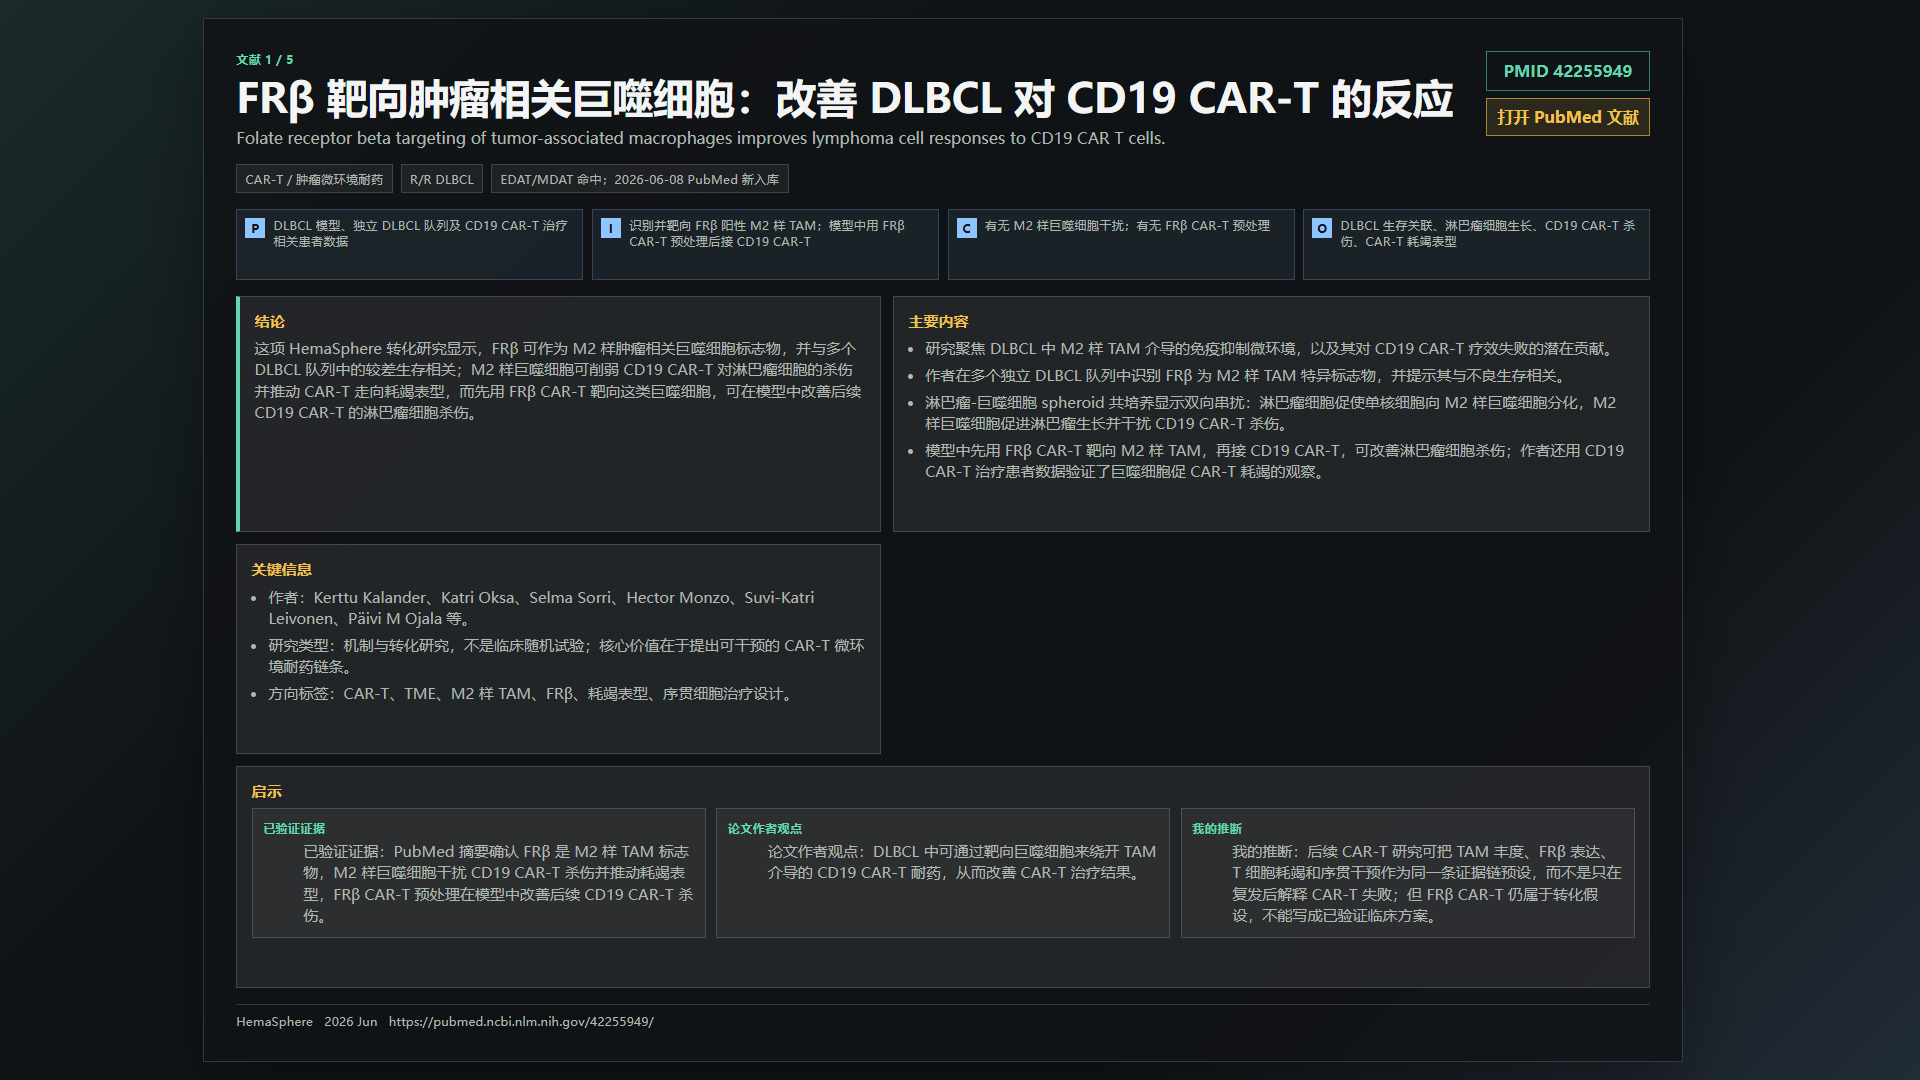 文献 1 / 5
FRβ 靶向肿瘤相关巨噬细胞：改善 DLBCL 对 CD19 CAR-T 的反应
Folate receptor beta targeting of tumor-associated macrophages improves lymphoma cell responses to CD19 CAR T cells.
PMID 42255949
打开 PubMed 文献
CAR-T / 肿瘤微环境耐药
R/R DLBCL
EDAT/MDAT 命中；2026-06-08 PubMed 新入库
P
DLBCL 模型、独立 DLBCL 队列及 CD19 CAR-T 治疗
相关患者数据
I
识别并靶向 FRβ 阳性 M2 样 TAM；模型中用 FRβ
CAR-T 预处理后接 CD19 CAR-T
C
有无 M2 样巨噬细胞干扰；有无 FRβ CAR-T 预处理
O
DLBCL 生存关联、淋巴瘤细胞生长、CD19 CAR-T 杀
伤、CAR-T 耗竭表型
结论
这项 HemaSphere 转化研究显示，FRβ 可作为 M2 样肿瘤相关巨噬细胞标志物，并与多个
DLBCL 队列中的较差生存相关；M2 样巨噬细胞可削弱 CD19 CAR-T 对淋巴瘤细胞的杀伤
并推动 CAR-T 走向耗竭表型，而先用 FRβ CAR-T 靶向这类巨噬细胞，可在模型中改善后续
CD19 CAR-T 的淋巴瘤细胞杀伤。
主要内容
• 研究聚焦 DLBCL 中 M2 样 TAM 介导的免疫抑制微环境，以及其对 CD19 CAR-T 疗效失败的潜在贡献。
• 作者在多个独立 DLBCL 队列中识别 FRβ 为 M2 样 TAM 特异标志物，并提示其与不良生存相关。
• 淋巴瘤-巨噬细胞 spheroid 共培养显示双向串扰：淋巴瘤细胞促使单核细胞向 M2 样巨噬细胞分化，M2
样巨噬细胞促进淋巴瘤生长并干扰 CD19 CAR-T 杀伤。
• 模型中先用 FRβ CAR-T 靶向 M2 样 TAM，再接 CD19 CAR-T，可改善淋巴瘤细胞杀伤；作者还用 CD19
CAR-T 治疗患者数据验证了巨噬细胞促 CAR-T 耗竭的观察。
关键信息
• 作者：Kerttu Kalander、Katri Oksa、Selma Sorri、Hector Monzo、Suvi-Katri
Leivonen、Päivi M Ojala 等。
• 研究类型：机制与转化研究，不是临床随机试验；核心价值在于提出可干预的 CAR-T 微环
境耐药链条。
• 方向标签：CAR-T、TME、M2 样 TAM、FRβ、耗竭表型、序贯细胞治疗设计。
启示
已验证证据
已验证证据：PubMed 摘要确认 FRβ 是 M2 样 TAM 标志
物，M2 样巨噬细胞干扰 CD19 CAR-T 杀伤并推动耗竭表
型，FRβ CAR-T 预处理在模型中改善后续 CD19 CAR-T 杀
伤。
论文作者观点
论文作者观点：DLBCL 中可通过靶向巨噬细胞来绕开 TAM
介导的 CD19 CAR-T 耐药，从而改善 CAR-T 治疗结果。
我的推断
我的推断：后续 CAR-T 研究可把 TAM 丰度、FRβ 表达、
T 细胞耗竭和序贯干预作为同一条证据链预设，而不是只在
复发后解释 CAR-T 失败；但 FRβ CAR-T 仍属于转化假
设，不能写成已验证临床方案。
HemaSphere 2026 Jun https://pubmed.ncbi.nlm.nih.gov/42255949/